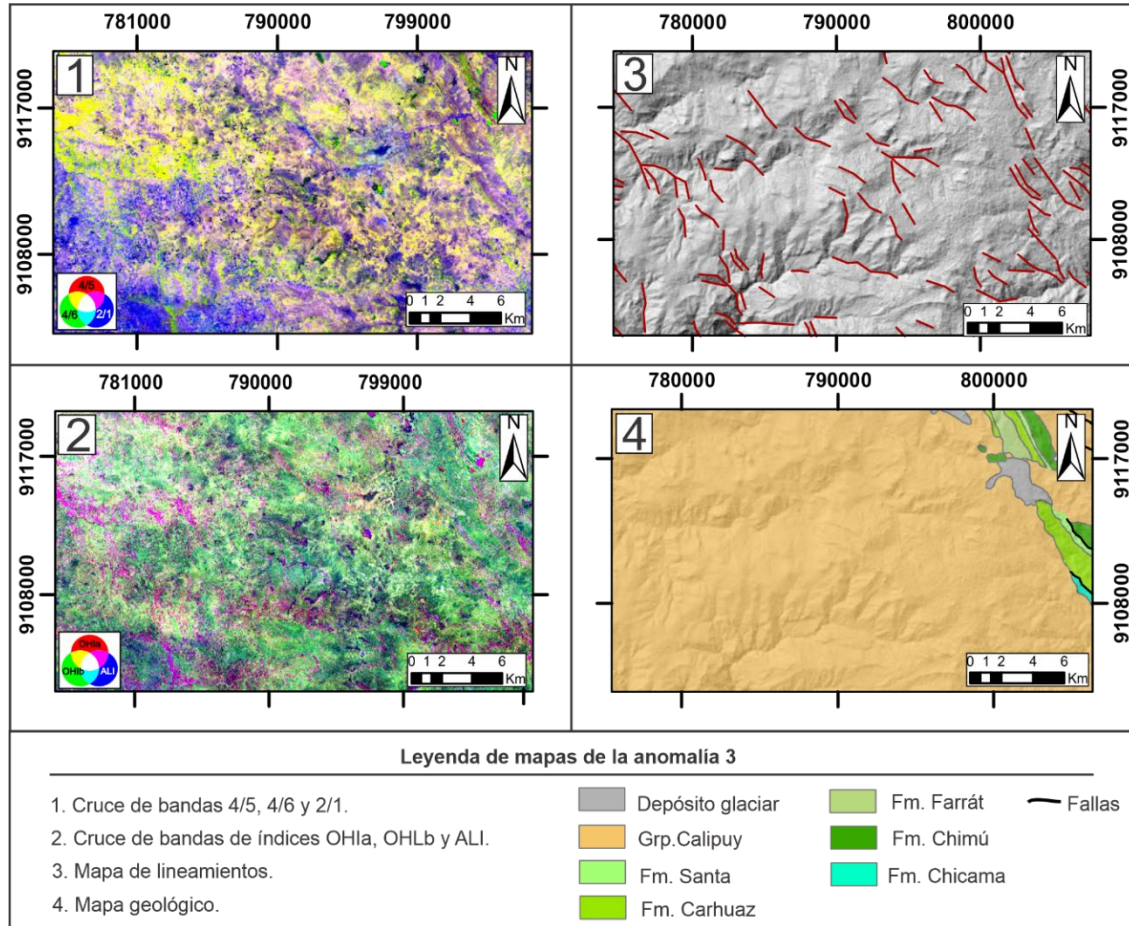 781000 790000 799000
9117000
9108000
1
N
4/5
4/6
2/1
0 1 2 4 6
Km
780000 790000 800000
3
N
9117000
9108000
0 1 2 4 6
Km
781000 790000 799000
9117000
9108000
2
N
OHIa
OHIb
ALI
0 1 2 4 6
Km
780000 790000 800000
4
N
9117000
9108000
0 1 2 4 6
Km
Leyenda de mapas de la anomalía 3
1. Cruce de bandas 4/5, 4/6 y 2/1.
2. Cruce de bandas de índices OHIa, OHLb y ALI.
3. Mapa de lineamientos.
4. Mapa geológico.
Depósito glaciar
Grp.Calipuy
Fm. Santa
Fm. Carhuaz
Fm. Farrát
Fm. Chimú
Fm. Chicama
Fallas